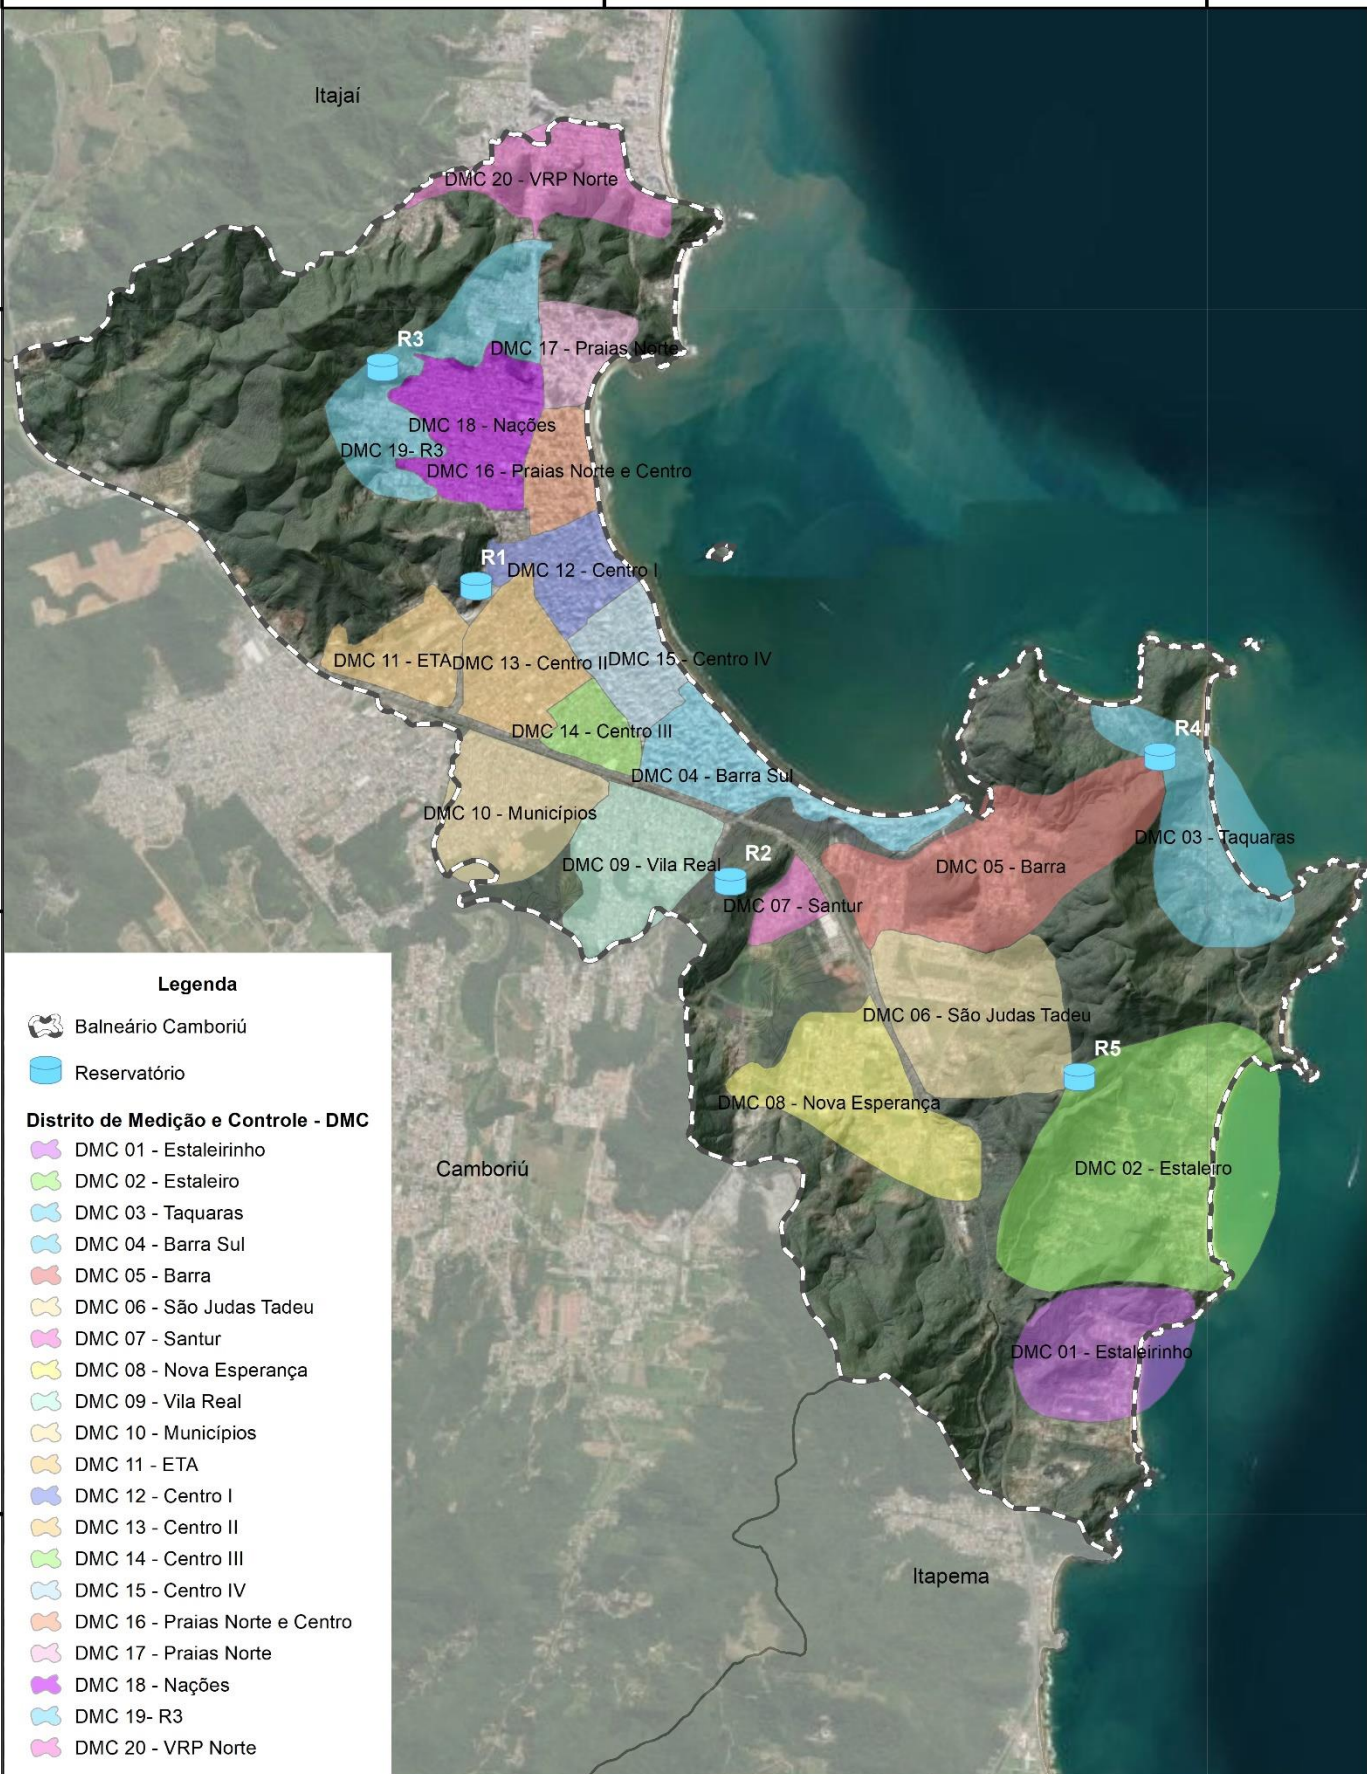 Itajaí
DMC 20 - VRP Norte
R3
DMC 17 - Praias Norte
DMC 18 - Nações
DMC 19- R3
DMC 16 - Praias Norte e Centro
R1
DMC 12 - Centro I
DMC 11 - ETA
DMC 13 - Centro II
DMC 15 - Centro IV
DMC 14 - Centro III
R4
DMC 04 - Barra Sul
DMC 10 - Municípios
DMC 03 - Taquaras
R2
DMC 09 - Vila Real
DMC 05 - Barra
DMC 07 - Santur
DMC 06 - São Judas Tadeu
R5
DMC 08 - Nova Esperança
Camboriú
DMC 02 - Estaleiro
DMC 01 - Estaleirinho
Itapema
Legenda
Balneário Camboriú
Reservatório
Distrito de Medição e Controle - DMC
DMC 01 - Estaleirinho
DMC 02 - Estaleiro
DMC 03 - Taquaras
DMC 04 - Barra Sul
DMC 05 - Barra
DMC 06 - São Judas Tadeu
DMC 07 - Santur
DMC 08 - Nova Esperança
DMC 09 - Vila Real
DMC 10 - Municípios
DMC 11 - ETA
DMC 12 - Centro I
DMC 13 - Centro II
DMC 14 - Centro III
DMC 15 - Centro IV
DMC 16 - Praias Norte e Centro
DMC 17 - Praias Norte
DMC 18 - Nações
DMC 19- R3
DMC 20 - VRP Norte